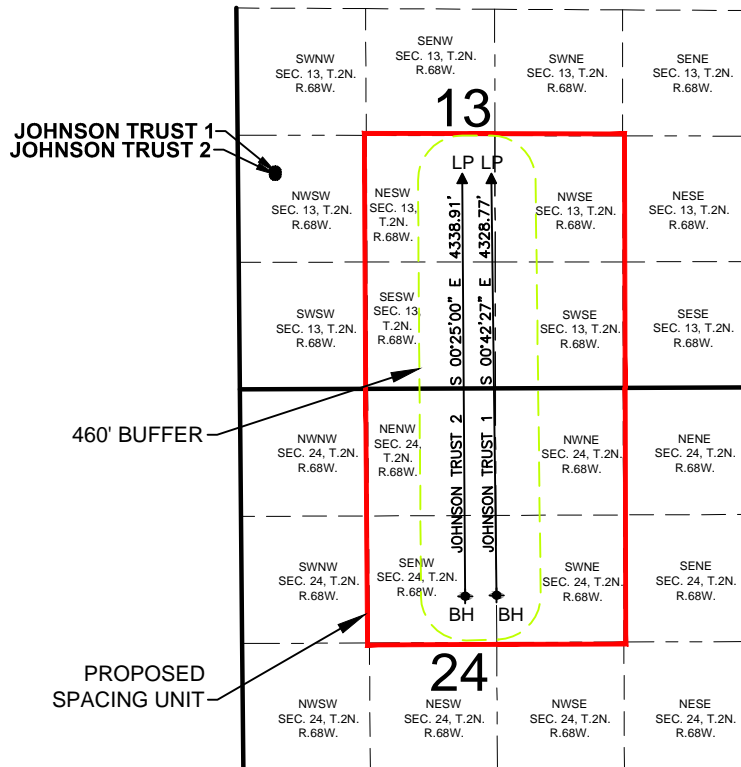 SWNW
SEC. 13, T.2N.
R.68W.
SENW
SEC. 13, T.2N.
R.68W.
SWNE
SEC. 13, T.2N.
R.68W.
SENE
SEC. 13, T.2N.
R.68W.
13
JOHNSON TRUST 1
JOHNSON TRUST 2
LP LP
NWSW
SEC. 13, T.2N.
R.68W.
NESW
SEC. 13,
T.2N.
R.68W.
NWSE
SEC. 13, T.2N.
R.68W.
NESE
SEC. 13, T.2N.
R.68W.
SWSW
SEC. 13, T.2N.
R.68W.
SESW
SEC. 13,
T.2N.
R.68W.
SWSE
SEC. 13, T.2N.
R.68W.
SESE
SEC. 13, T.2N.
R.68W.
JOHNSON TRUST 2 S 00°25'00" E 4338.91'
JOHNSON TRUST 1 S 00°42'27" E 4328.77'
460' BUFFER
NWNW
SEC. 24, T.2N.
R.68W.
NENW
SEC. 24,
T.2N.
R.68W.
NWNE
SEC. 24, T.2N.
R.68W.
NENE
SEC. 24, T.2N.
R.68W.
SWNW
SEC. 24, T.2N.
R.68W.
SENW
SEC. 24, T.2N.
R.68W.
SWNE
SEC. 24, T.2N.
R.68W.
SENE
SEC. 24, T.2N.
R.68W.
BH BH
PROPOSED
SPACING UNIT
24
NWSW
SEC. 24, T.2N.
R.68W.
NESW
SEC. 24, T.2N.
R.68W.
NWSE
SEC. 24, T.2N.
R.68W.
NESE
SEC. 24, T.2N.
R.68W.